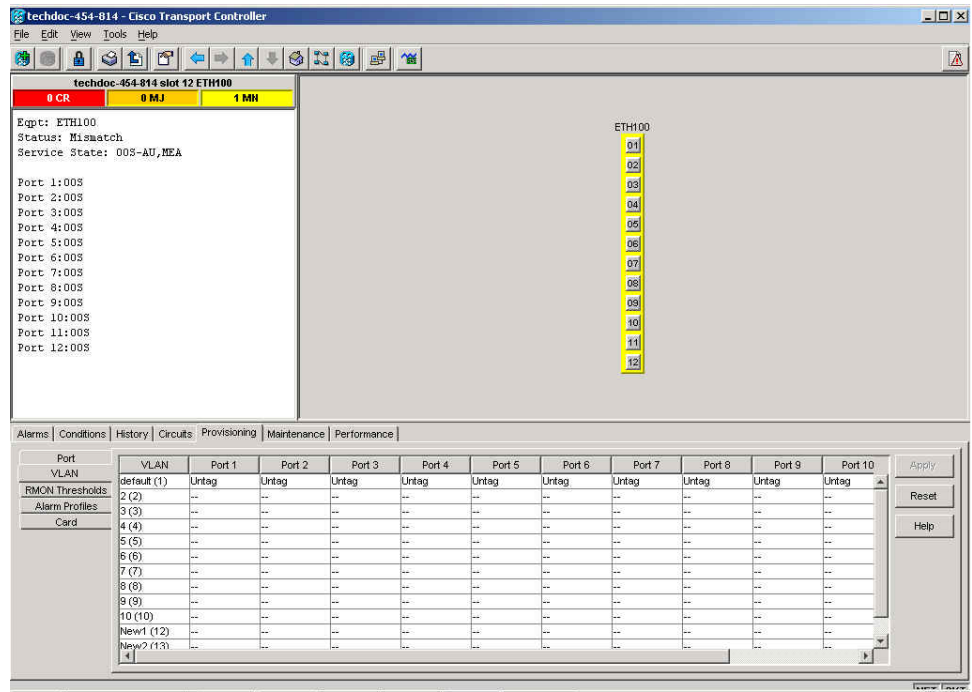 techdoc-454-814 - Cisco Transport Controller
File Edit View Tools Help
techdoc-454-814 slot 12 ETH100
0 CR 0 MJ 1 MN
Eqpt: ETH100
Status: Mismatch
Service State: OOS-AU,MEA
Port 1:OOS
Port 2:OOS
Port 3:OOS
Port 4:OOS
Port 5:OOS
Port 6:OOS
Port 7:OOS
Port 8:OOS
Port 9:OOS
Port 10:OOS
Port 11:OOS
Port 12:OOS
ETH100
01
02
03
04
05
06
07
08
09
10
11
12
Alarms Conditions History Circuits Provisioning Maintenance Performance
Port
VLAN
RMON Thresholds
Alarm Profiles
Card
VLAN Port 1 Port 2 Port 3 Port 4 Port 5 Port 6 Port 7 Port 8 Port 9 Port 10
default (1) Untag Untag Untag Untag Untag Untag Untag Untag Untag Untag
2 (2) -- -- -- -- -- -- -- -- -- --
3 (3) -- -- -- -- -- -- -- -- -- --
4 (4) -- -- -- -- -- -- -- -- -- --
5 (5) -- -- -- -- -- -- -- -- -- --
6 (6) -- -- -- -- -- -- -- -- -- --
7 (7) -- -- -- -- -- -- -- -- -- --
8 (8) -- -- -- -- -- -- -- -- -- --
9 (9) -- -- -- -- -- -- -- -- -- --
10 (10) -- -- -- -- -- -- -- -- -- --
New1 (12) -- -- -- -- -- -- -- -- -- --
New2 (13) -- -- -- -- -- -- -- -- -- --
Apply
Reset
Help
NET CKT